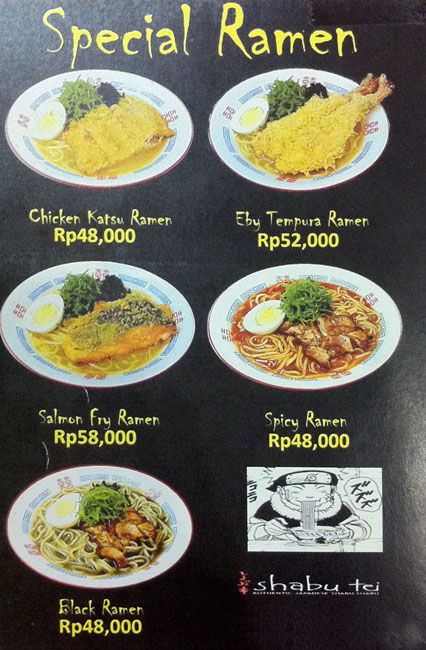 Special Ramen
Chicken Katsu Ramen
Rp48,000
Eby Tempura Ramen
Rp52,000
Salmon Fry Ramen
Rp58,000
Spicy Ramen
Rp48,000
Black Ramen
Rp48,000
shabu tei
AUTHENTIC JAPANESE SHABU SHABU